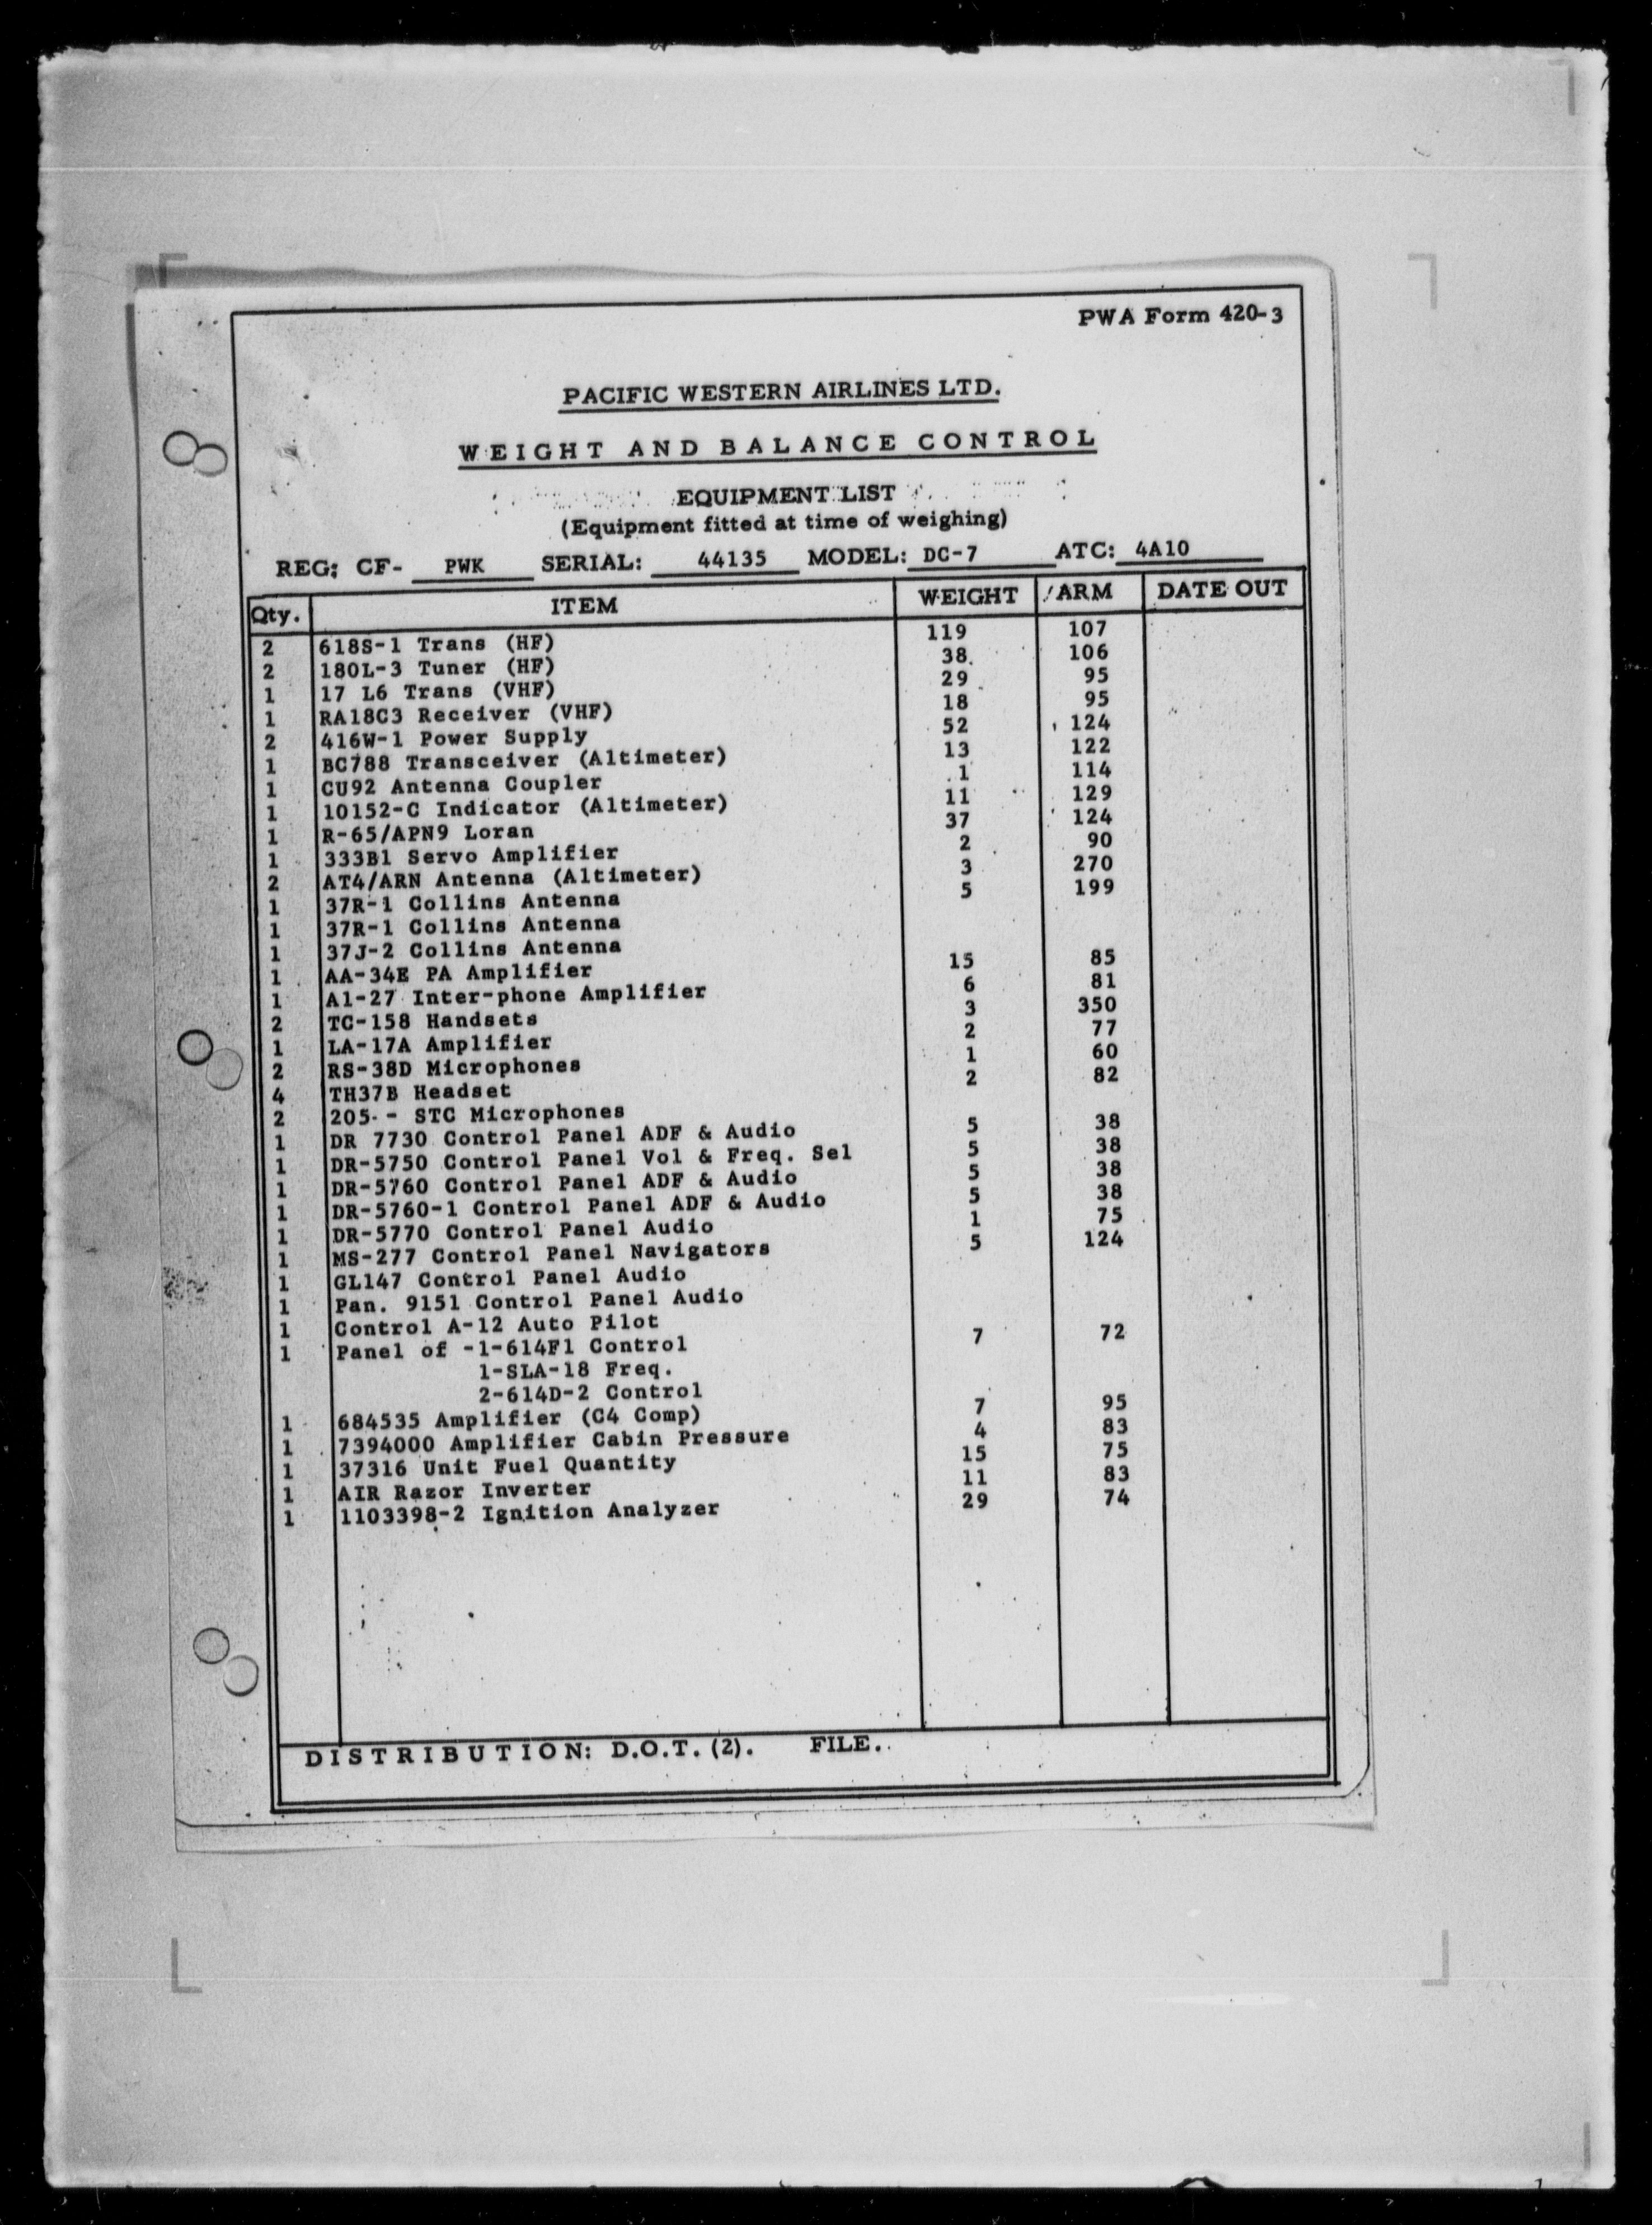 PWA Form 420-3
PACIFIC WESTERN AIRLINES LTD.
WEIGHT AND BALANCE CONTROL
EQUIPMENT LIST
(Equipment fitted at time of weighing)
REG: CF- PWK SERIAL: 44135 MODEL: DC-7 ATC: 4A10
Qty. ITEM WEIGHT ARM DATE OUT
2 618S-1 Trans (HF) 119 107
2 180L-3 Tuner (HF) 38 106
1 17 L6 Trans (VHF) 29 95
1 RA18C3 Receiver (VHF) 18 95
2 416W-1 Power Supply 52 124
1 BC788 Transceiver (Altimeter) 13 122
1 CU92 Antenna Coupler 1 114
1 10152-C Indicator (Altimeter) 11 129
1 R-65/APN9 Loran 37 124
1 333B1 Servo Amplifier 2 90
2 AT4/ARN Antenna (Altimeter) 3 270
1 37R-1 Collins Antenna 5 199
1 37R-1 Collins Antenna
1 37J-2 Collins Antenna
1 AA-34E PA Amplifier 15 85
1 A1-27 Inter-phone Amplifier 6 81
2 TC-158 Handsets 3 350
1 LA-17A Amplifier 2 77
2 RS-38D Microphones 1 60
4 TH37B Headset 2 82
2 205 - STC Microphones
1 DR 7730 Control Panel ADF & Audio 5 38
1 DR-5750 Control Panel Vol & Freq. Sel 5 38
1 DR-5760 Control Panel ADF & Audio 5 38
1 DR-5760-1 Control Panel ADF & Audio 5 38
1 DR-5770 Control Panel Audio 1 75
1 MS-277 Control Panel Navigators 5 124
1 GL147 Control Panel Audio
1 Pan. 9151 Control Panel Audio
1 Control A-12 Auto Pilot
1 Panel of -1-614F1 Control 7 72
1-SLA-18 Freq.
2-614D-2 Control
1 684535 Amplifier (C4 Comp) 7 95
1 7394000 Amplifier Cabin Pressure 4 83
1 37316 Unit Fuel Quantity 15 75
1 AIR Razor Inverter 11 83
1 1103398-2 Ignition Analyzer 29 74
DISTRIBUTION: D.O.T. (2). FILE.